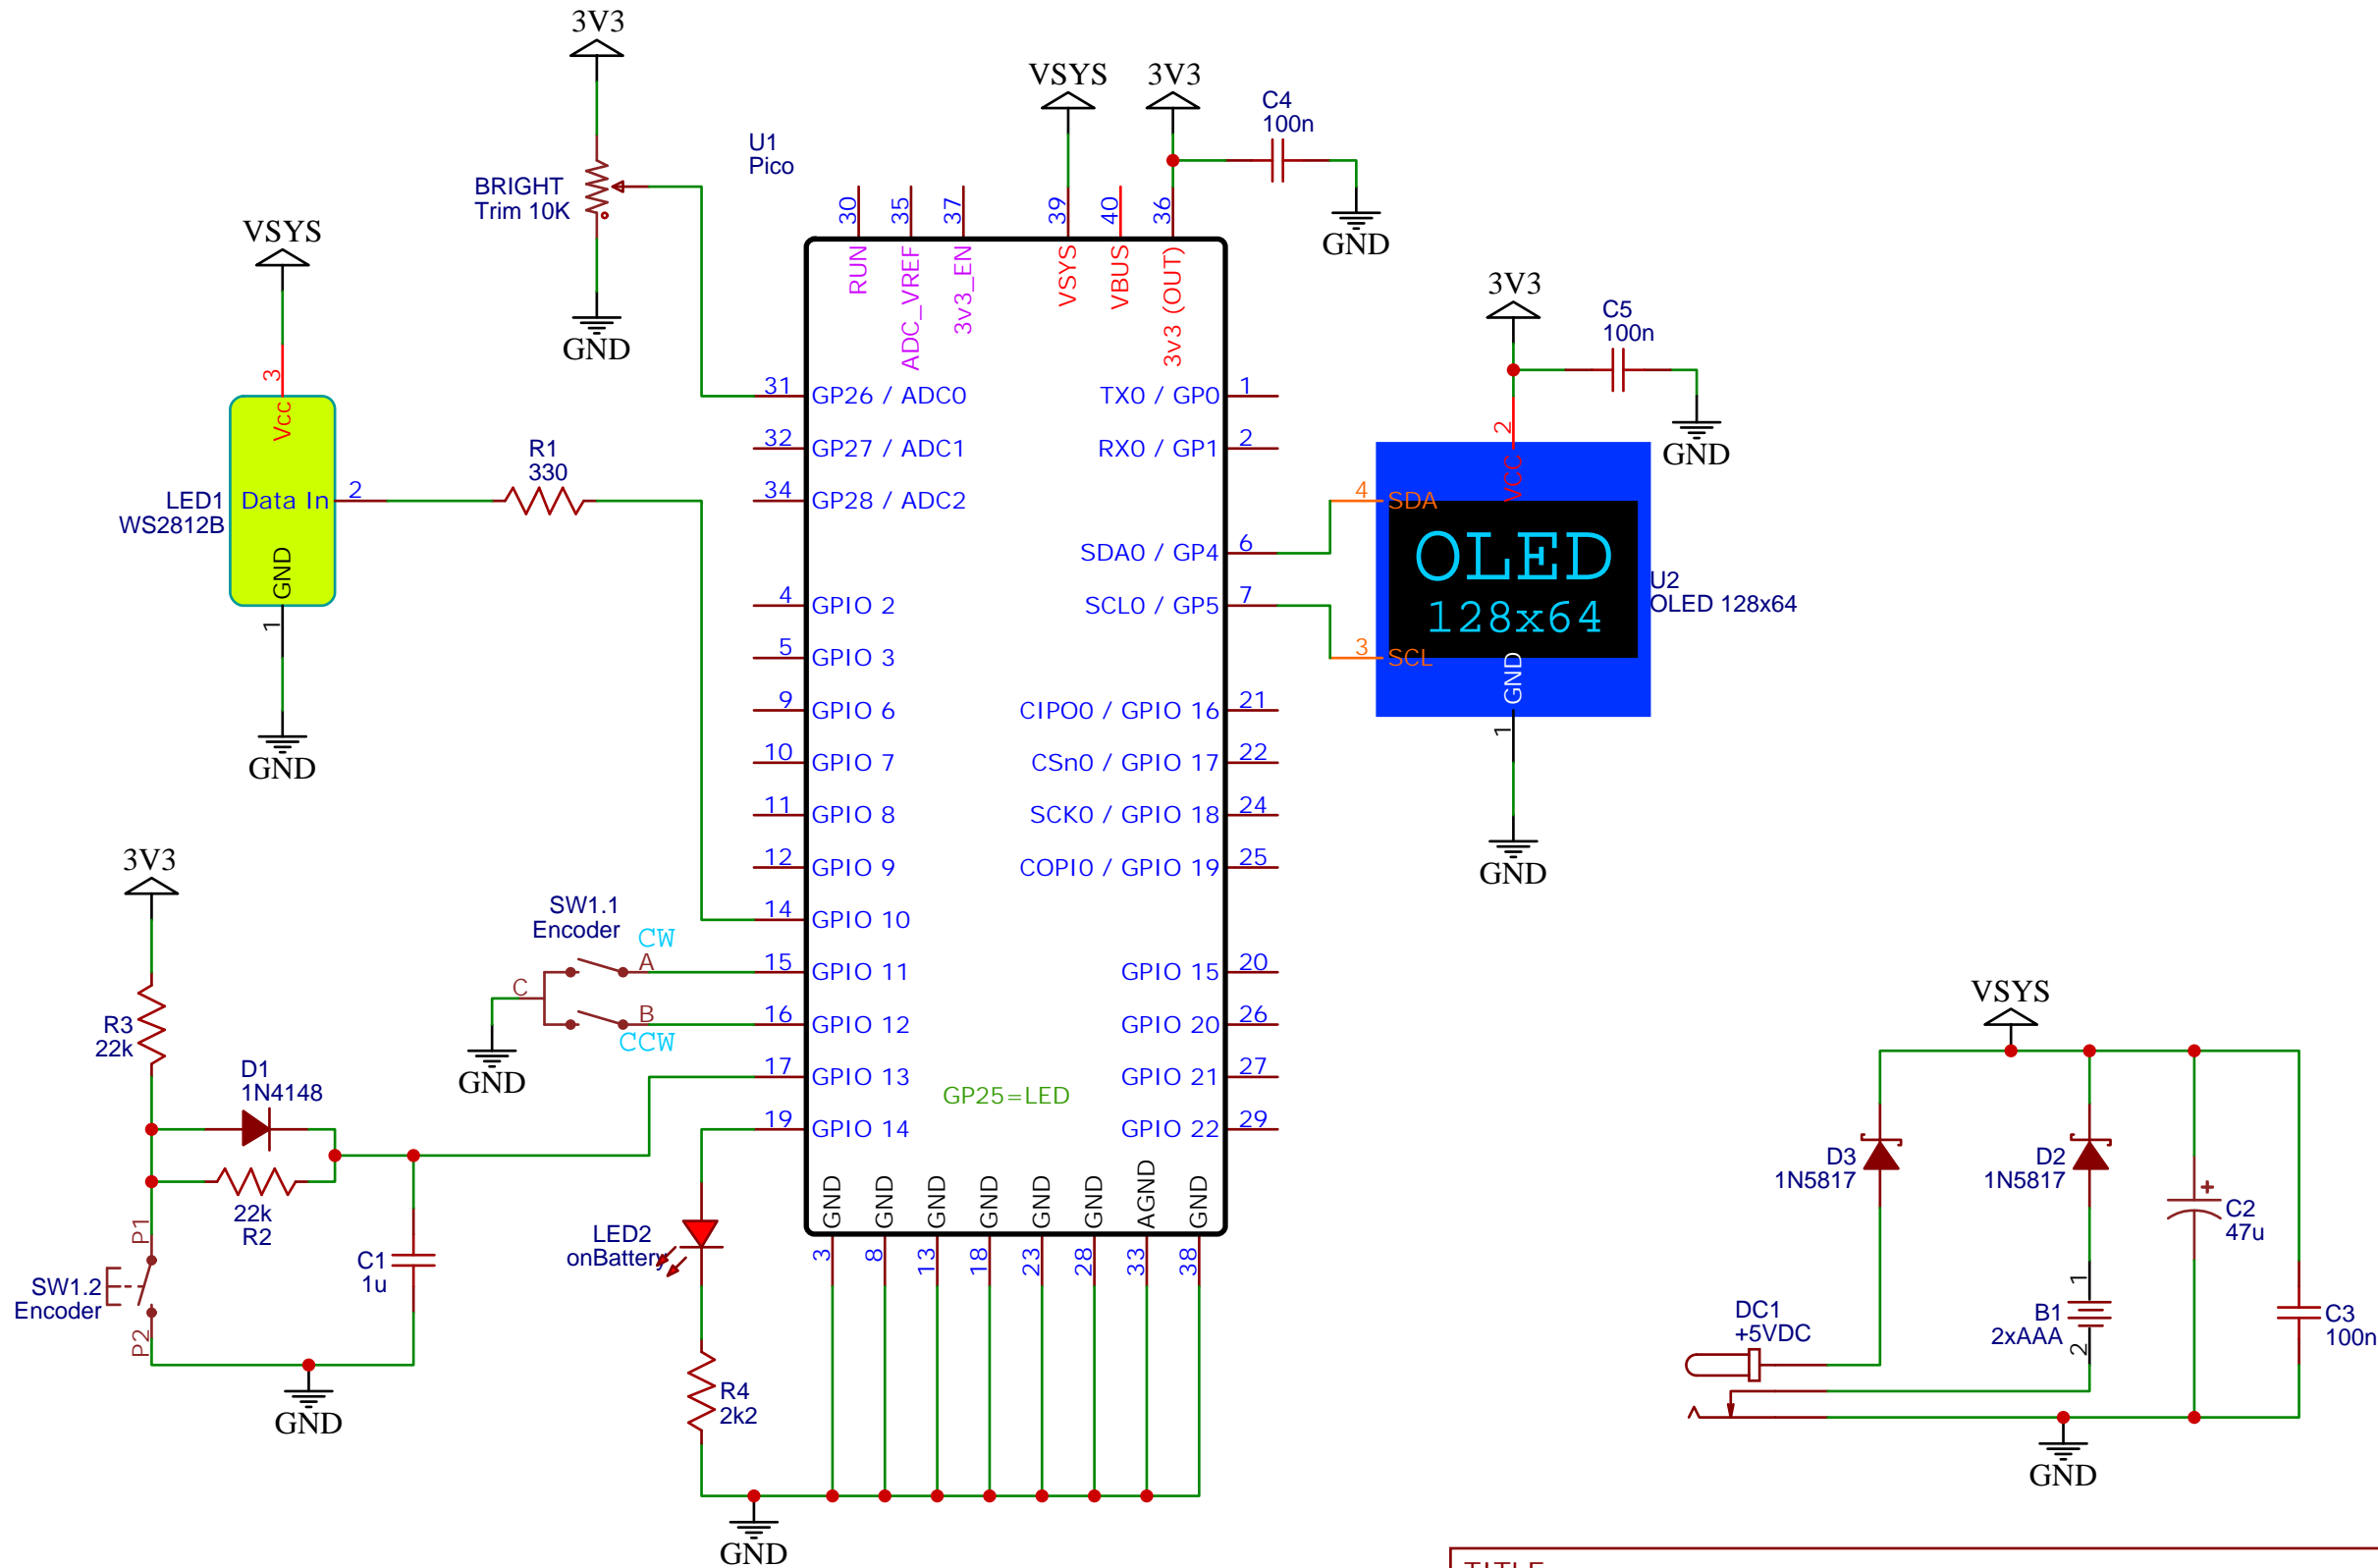 3V3
BRIGHT
Trim 10K
GND
U1
Pico
VSYS
3V3
C4
100n
GND
30
35
37
39
40
36
RUN
ADC_VREF
3v3_EN
VSYS
VBUS
3v3 (OUT)
VSYS
3
Vcc
LED1
WS2812B
Data In
2
GND
1
GND
R1
330
31 GP26 / ADC0
32 GP27 / ADC1
34 GP28 / ADC2
4 GPIO 2
5 GPIO 3
9 GPIO 6
10 GPIO 7
11 GPIO 8
12 GPIO 9
14 GPIO 10
15 GPIO 11
16 GPIO 12
17 GPIO 13
19 GPIO 14
TX0 / GP0 1
RX0 / GP1 2
SDA0 / GP4 6
SCL0 / GP5 7
CIPO0 / GPIO 16 21
CSn0 / GPIO 17 22
SCK0 / GPIO 18 24
COPI0 / GPIO 19 25
GPIO 15 20
GPIO 20 26
GPIO 21 27
GPIO 22 29
GP25=LED
GND
GND
GND
GND
GND
GND
AGND
GND
3
8
13
18
23
28
33
38
3V3
C5
100n
GND
2
VCC
4 SDA
OLED
128x64
3 SCL
GND
1
GND
U2
OLED 128x64
SW1.1
Encoder
CW
A
C
B
CCW
GND
3V3
R3
22k
D1
1N4148
22k
R2
P1
SW1.2
Encoder
P2
C1
1u
GND
LED2
onBattery
R4
2k2
GND
VSYS
D3
1N5817
D2
1N5817
C2
47u
+
DC1
+5VDC
1
B1
2xAAA
2
C3
100n
GND
TITLE